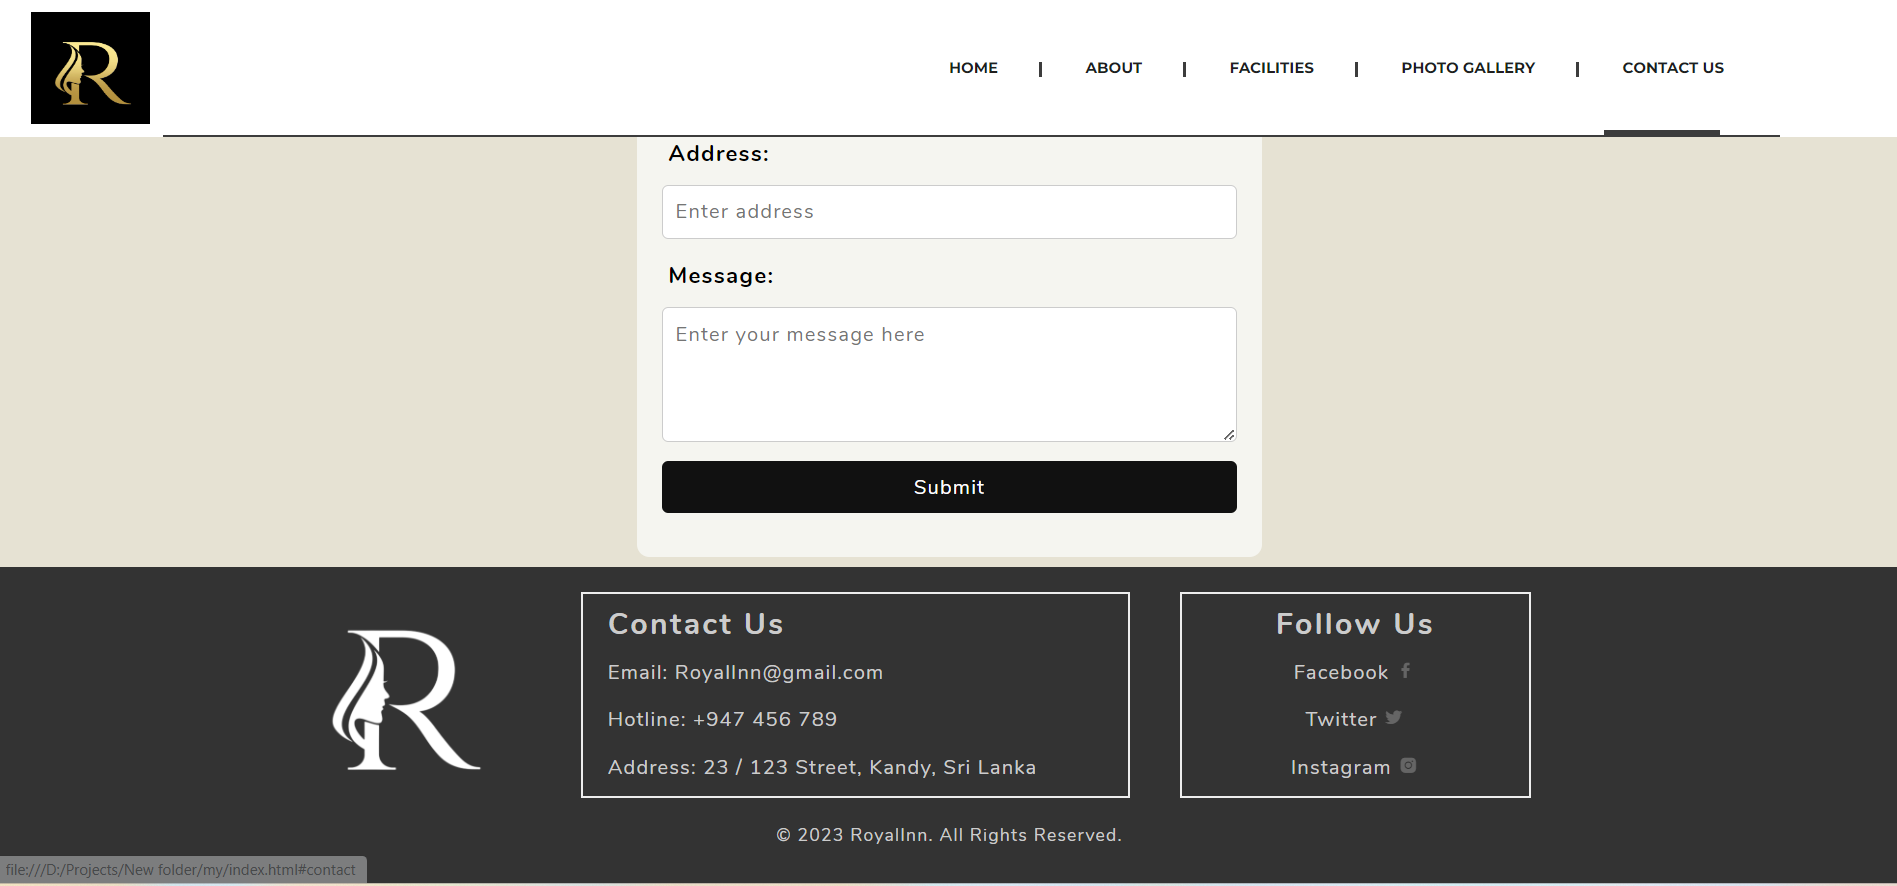 R
HOME | ABOUT | FACILITIES | PHOTO GALLERY | CONTACT US
Address:
Enter address
Message:
Enter your message here
Submit
R
Contact Us
Email: RoyalInn@gmail.com
Hotline: +947 456 789
Address: 23 / 123 Street, Kandy, Sri Lanka
Follow Us
Facebook
Twitter
Instagram
© 2023 RoyalInn. All Rights Reserved.
file:///D:/Projects/New folder/my/index.html#contact